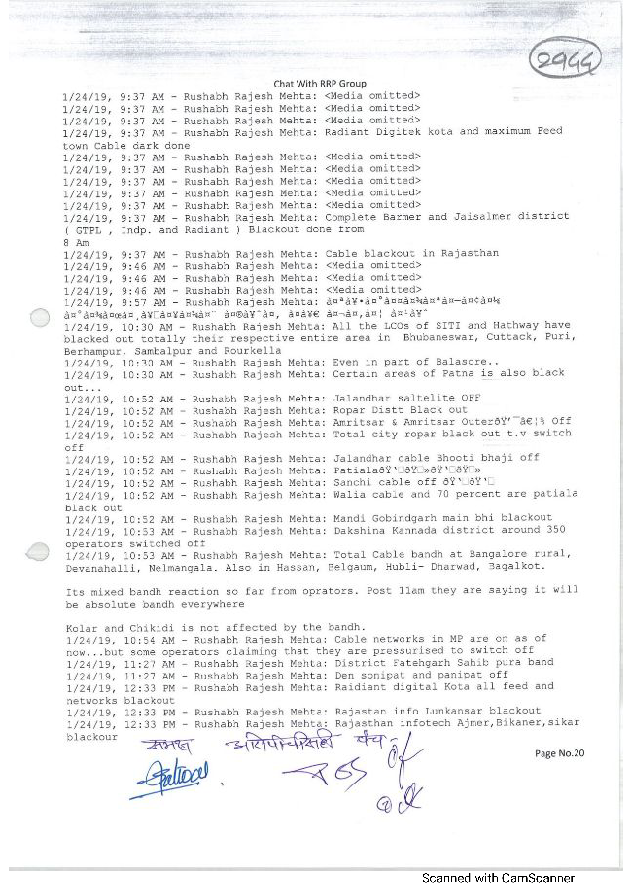 2944
Chat With RRP Group
1/24/19, 9:37 AM - Rushabh Rajesh Mehta: <Media omitted>
1/24/19, 9:37 AM - Rushabh Rajesh Mehta: <Media omitted>
1/24/19, 9:37 AM - Rushabh Rajesh Mehta: <Media omitted>
1/24/19, 9:37 AM - Rushabh Rajesh Mehta: Radiant Digitek kota and maximum Feed
town Cable dark done
1/24/19, 9:37 AM - Rushabh Rajesh Mehta: <Media omitted>
1/24/19, 9:37 AM - Rushabh Rajesh Mehta: <Media omitted>
1/24/19, 9:37 AM - Rushabh Rajesh Mehta: <Media omitted>
1/24/19, 9:37 AM - Rushabh Rajesh Mehta: <Media omitted>
1/24/19, 9:37 AM - Rushabh Rajesh Mehta: <Media omitted>
1/24/19, 9:37 AM - Rushabh Rajesh Mehta: Complete Barmer and Jaisalmer district
( GTPL , Indp. and Radiant ) Blackout done from
8 Am
1/24/19, 9:37 AM - Rushabh Rajesh Mehta: Cable blackout in Rajasthan
1/24/19, 9:46 AM - Rushabh Rajesh Mehta: <Media omitted>
1/24/19, 9:46 AM - Rushabh Rajesh Mehta: <Media omitted>
1/24/19, 9:46 AM - Rushabh Rajesh Mehta: <Media omitted>
1/24/19, 9:57 AM - Rushabh Rajesh Mehta:
1/24/19, 10:30 AM - Rushabh Rajesh Mehta: All the LCOs of SITI and Hathway have
blacked out totally their respective entire area in Bhubaneswar, Cuttack, Puri,
Berhampur. Sambalpur and Rourkella
1/24/19, 10:30 AM - Rushabh Rajesh Mehta: Even in part of Balasore..
1/24/19, 10:30 AM - Rushabh Rajesh Mehta: Certain areas of Patna is also black
out...
1/24/19, 10:52 AM - Rushabh Rajesh Mehta: Jalandhar saltelite OFF
1/24/19, 10:52 AM - Rushabh Rajesh Mehta: Ropar Distt Black out
1/24/19, 10:52 AM - Rushabh Rajesh Mehta: Amritsar & Amritsar Outer Off
1/24/19, 10:52 AM - Rushabh Rajesh Mehta: Total city ropar black out t.v switch
off
1/24/19, 10:52 AM - Rushabh Rajesh Mehta: Jalandhar cable Bhooti bhaji off
1/24/19, 10:52 AM - Rushabh Rajesh Mehta: Patiala
1/24/19, 10:52 AM - Rushabh Rajesh Mehta: Sanchi cable off
1/24/19, 10:52 AM - Rushabh Rajesh Mehta: Walia cable and 70 percent are patiala
black out
1/24/19, 10:52 AM - Rushabh Rajesh Mehta: Mandi Gobirdgarh main bhi blackout
1/24/19, 10:53 AM - Rushabh Rajesh Mehta: Dakshina Kannada district around 350
operators switched off
1/24/19, 10:53 AM - Rushabh Rajesh Mehta: Total Cable bandh at Bangalore rural,
Devanahalli, Nelmangala. Also in Hassan, Belgaum, Hubli- Dharwad, Bagalkot.
Its mixed bandh reaction so far from oprators. Post 11am they are saying it will
be absolute bandh everywhere
Kolar and Chikidi is not affected by the bandh.
1/24/19, 10:54 AM - Rushabh Rajesh Mehta: Cable networks in MP are on as of
now...but some operators claiming that they are pressurised to switch off
1/24/19, 11:27 AM - Rushabh Rajesh Mehta: District Fatehgarh Sahib pura band
1/24/19, 11:27 AM - Rushabh Rajesh Mehta: Den sonipat and panipat off
1/24/19, 12:33 PM - Rushabh Rajesh Mehta: Raidiant digital Kota all feed and
networks blackout
1/24/19, 12:33 PM - Rushabh Rajesh Mehta: Rajastan info Lunkansar blackout
1/24/19, 12:33 PM - Rushabh Rajesh Mehta: Rajasthan infotech Ajmer,Bikaner,sikar
blackour
समक्ष पंच-
Page No.20
Scanned with CamScanner